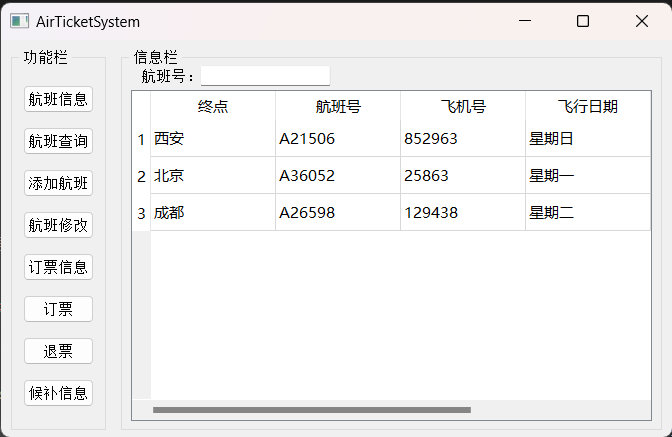 AirTicketSystem
功能栏
航班信息
航班查询
添加航班
航班修改
订票信息
订票
退票
候补信息
信息栏
航班号：
终点 航班号 飞机号 飞行日期
1 西安 A21506 852963 星期日
2 北京 A36052 25863 星期一
3 成都 A26598 129438 星期二